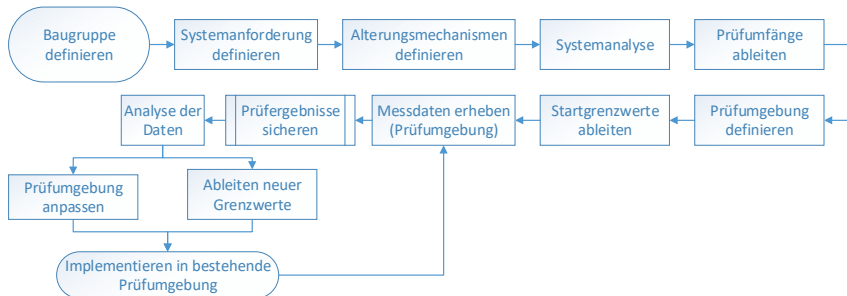 Baugruppe
definieren
Systemanforderung
definieren
Alterungsmechanismen
definieren
Systemanalyse
Prüfumfänge
ableiten
Analyse der
Daten
Prüfergebnisse
sichern
Messdaten erheben
(Prüfumgebung)
Startgrenzwerte
ableiten
Prüfumgebung
definieren
Prüfumgebung
anpassen
Ableiten neuer
Grenzwerte
Implementieren in bestehende
Prüfumgebung